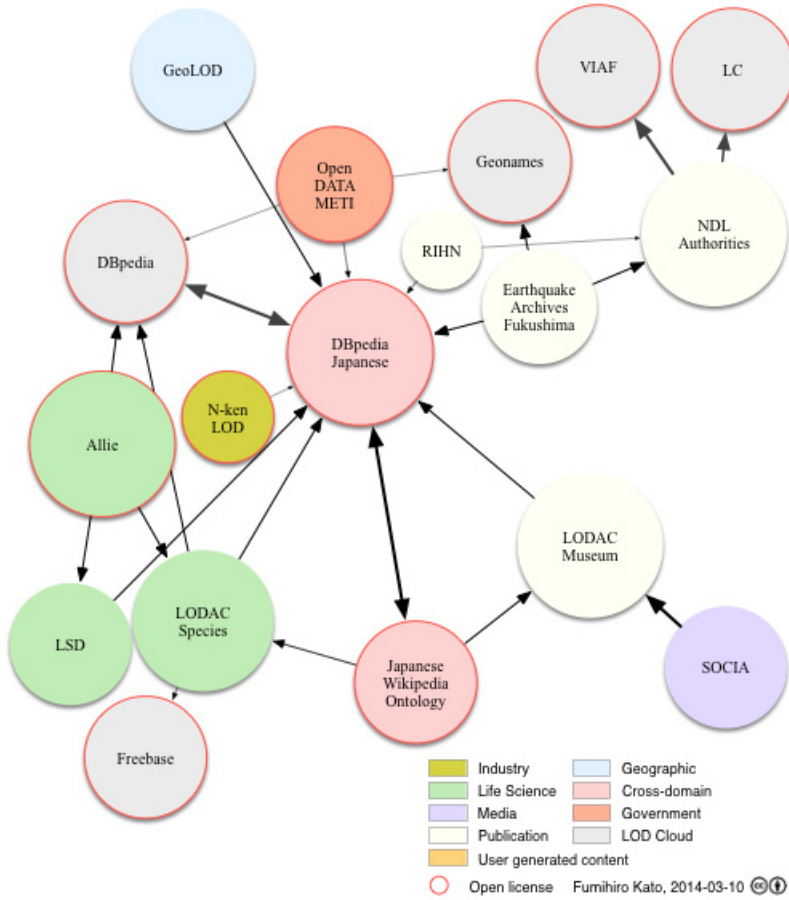 GeoLOD
VIAF
LC
Open
DATA
METI
Geonames
NDL
Authorities
RIHN
DBpedia
Earthquake
Archives
Fukushima
DBpedia
Japanese
N-ken
LOD
Allie
LODAC
Museum
LODAC
Species
LSD
Japanese
Wikipedia
Ontology
SOCIA
Freebase
Industry
Geographic
Life Science
Cross-domain
Media
Government
Publication
LOD Cloud
User generated content
Open license
Fumihiro Kato, 2014-03-10
cc